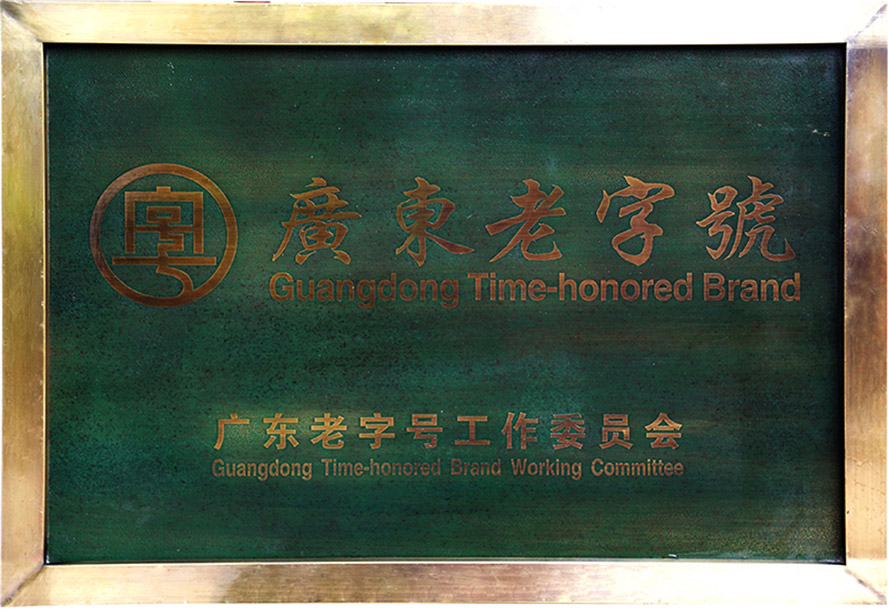 廣東老字號
Guangdong Time-honored Brand
广东老字号工作委员会
Guangdong Time-honored Brand Working Committee